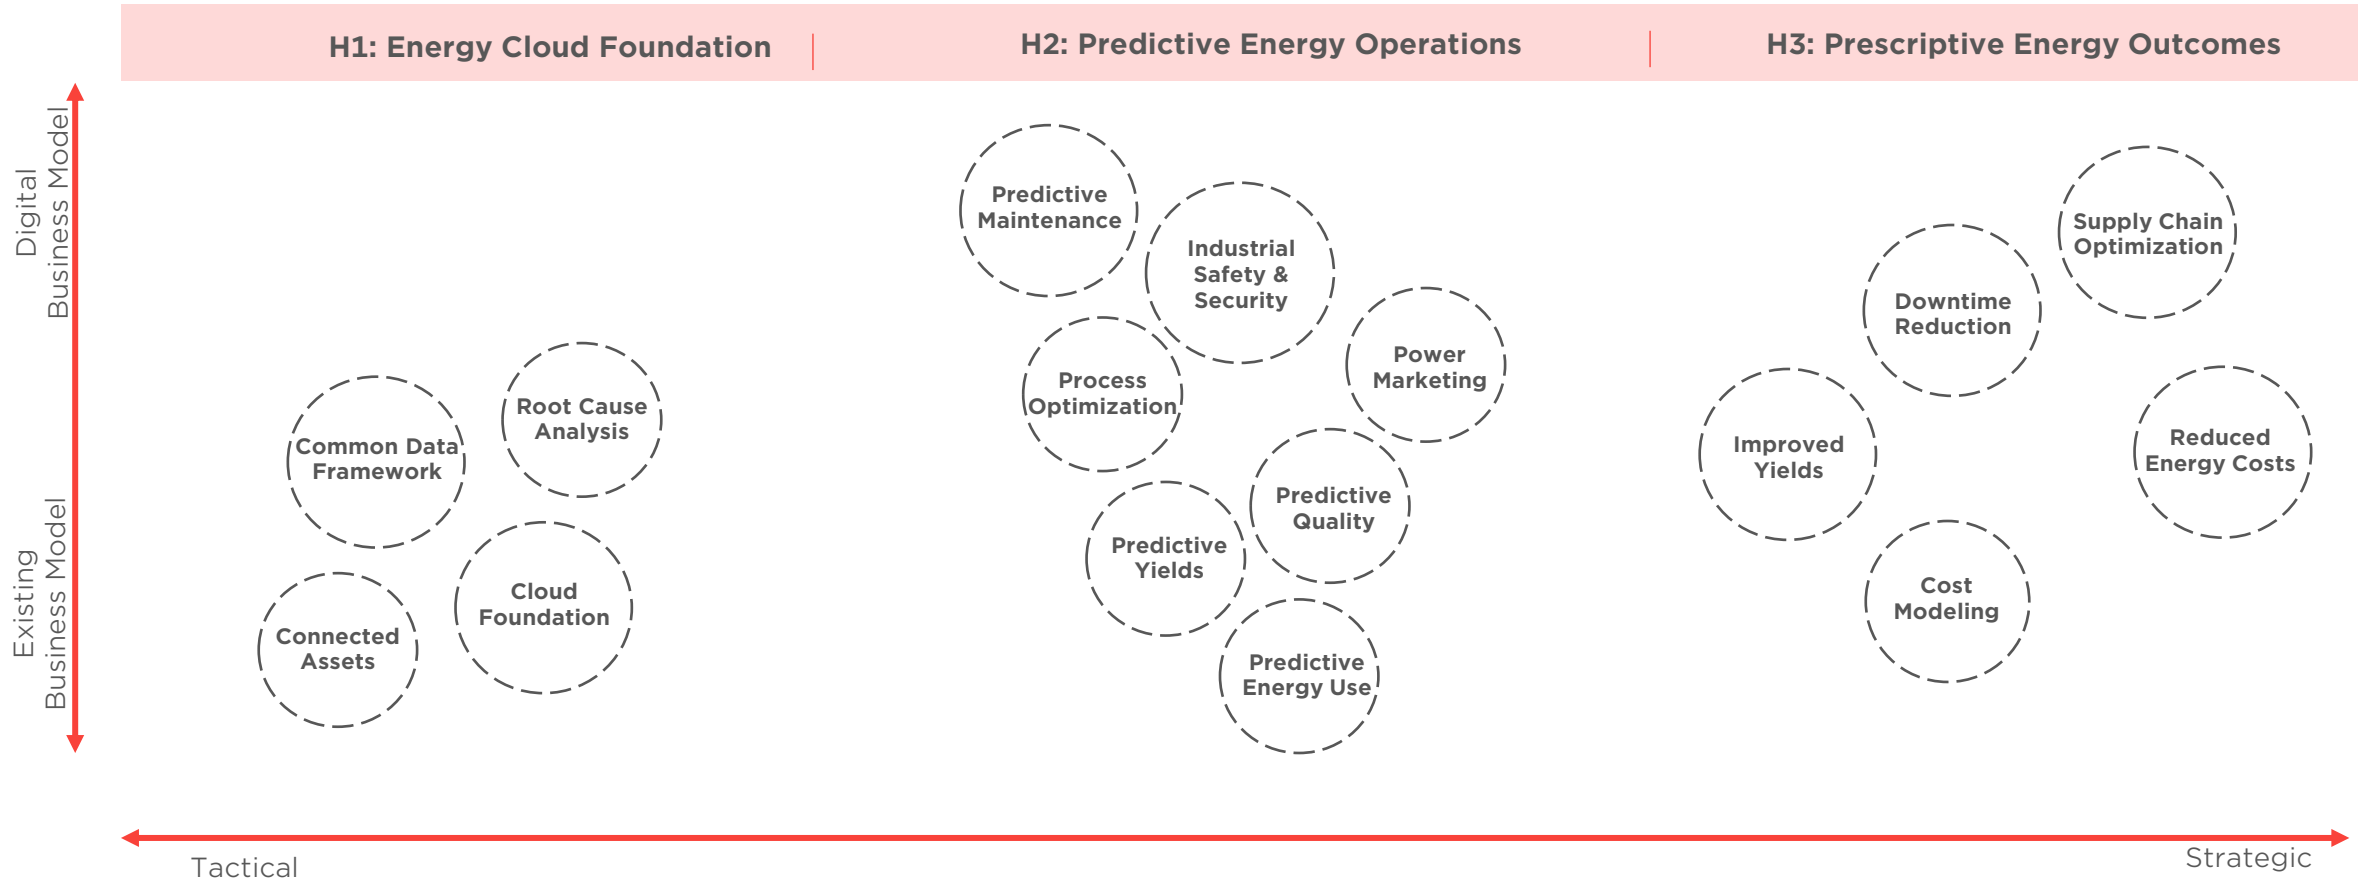 H1: Energy Cloud Foundation
H2: Predictive Energy Operations
H3: Prescriptive Energy Outcomes
Digital
Business Model
Existing
Business Model
Common Data
Framework
Root Cause
Analysis
Connected
Assets
Cloud
Foundation
Predictive
Maintenance
Industrial
Safety &
Security
Process
Optimization
Power
Marketing
Predictive
Quality
Predictive
Yields
Predictive
Energy Use
Supply Chain
Optimization
Downtime
Reduction
Improved
Yields
Reduced
Energy Costs
Cost
Modeling
Tactical
Strategic